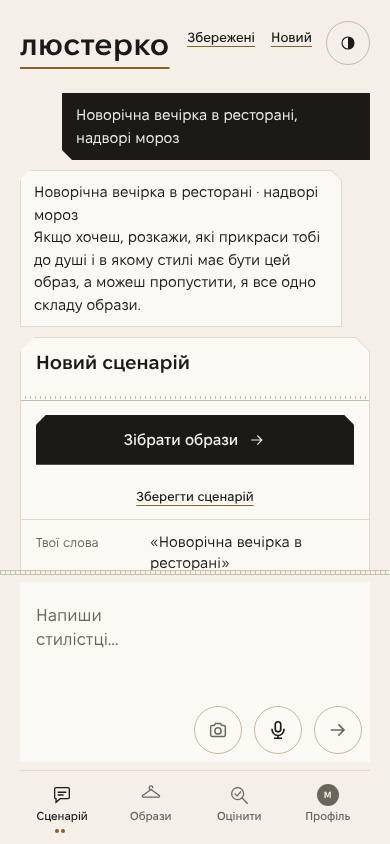 люстерко
Збережені
Новий
Новорічна вечірка в ресторані,
надворі мороз
Новорічна вечірка в ресторані · надворі
мороз
Якщо хочеш, розкажи, які прикраси тобі
до душі і в якому стилі має бути цей
образ, а можеш пропустити, я все одно
складу образи.
Новий сценарій
Зібрати образи →
Зберегти сценарій
Твої слова
«Новорічна вечірка в
ресторані»
Напиши
стилістці...
Сценарій
Образи
Оцінити
М
Профіль